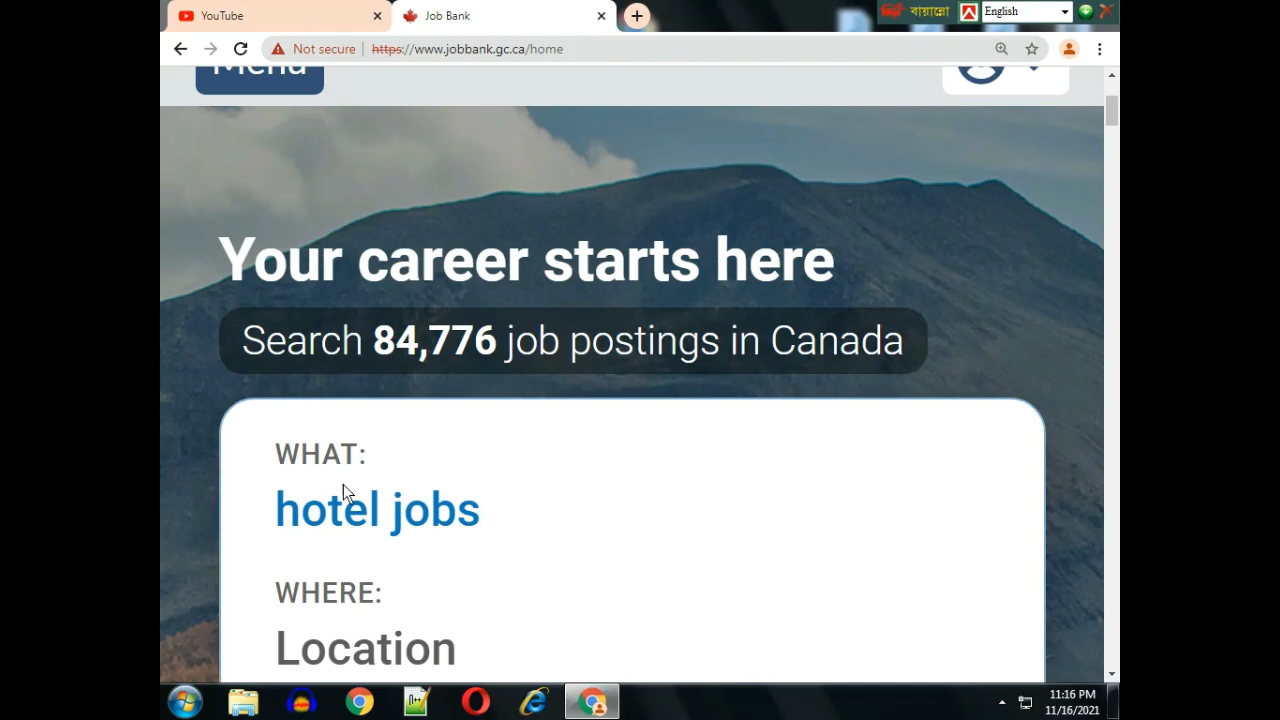 YouTube
Job Bank
বায়ান্নো
English
Not secure
https://www.jobbank.gc.ca/home
Menu
Your career starts here
Search 84,776 job postings in Canada
WHAT:
hotel jobs
WHERE:
Location
11:16 PM
11/16/2021